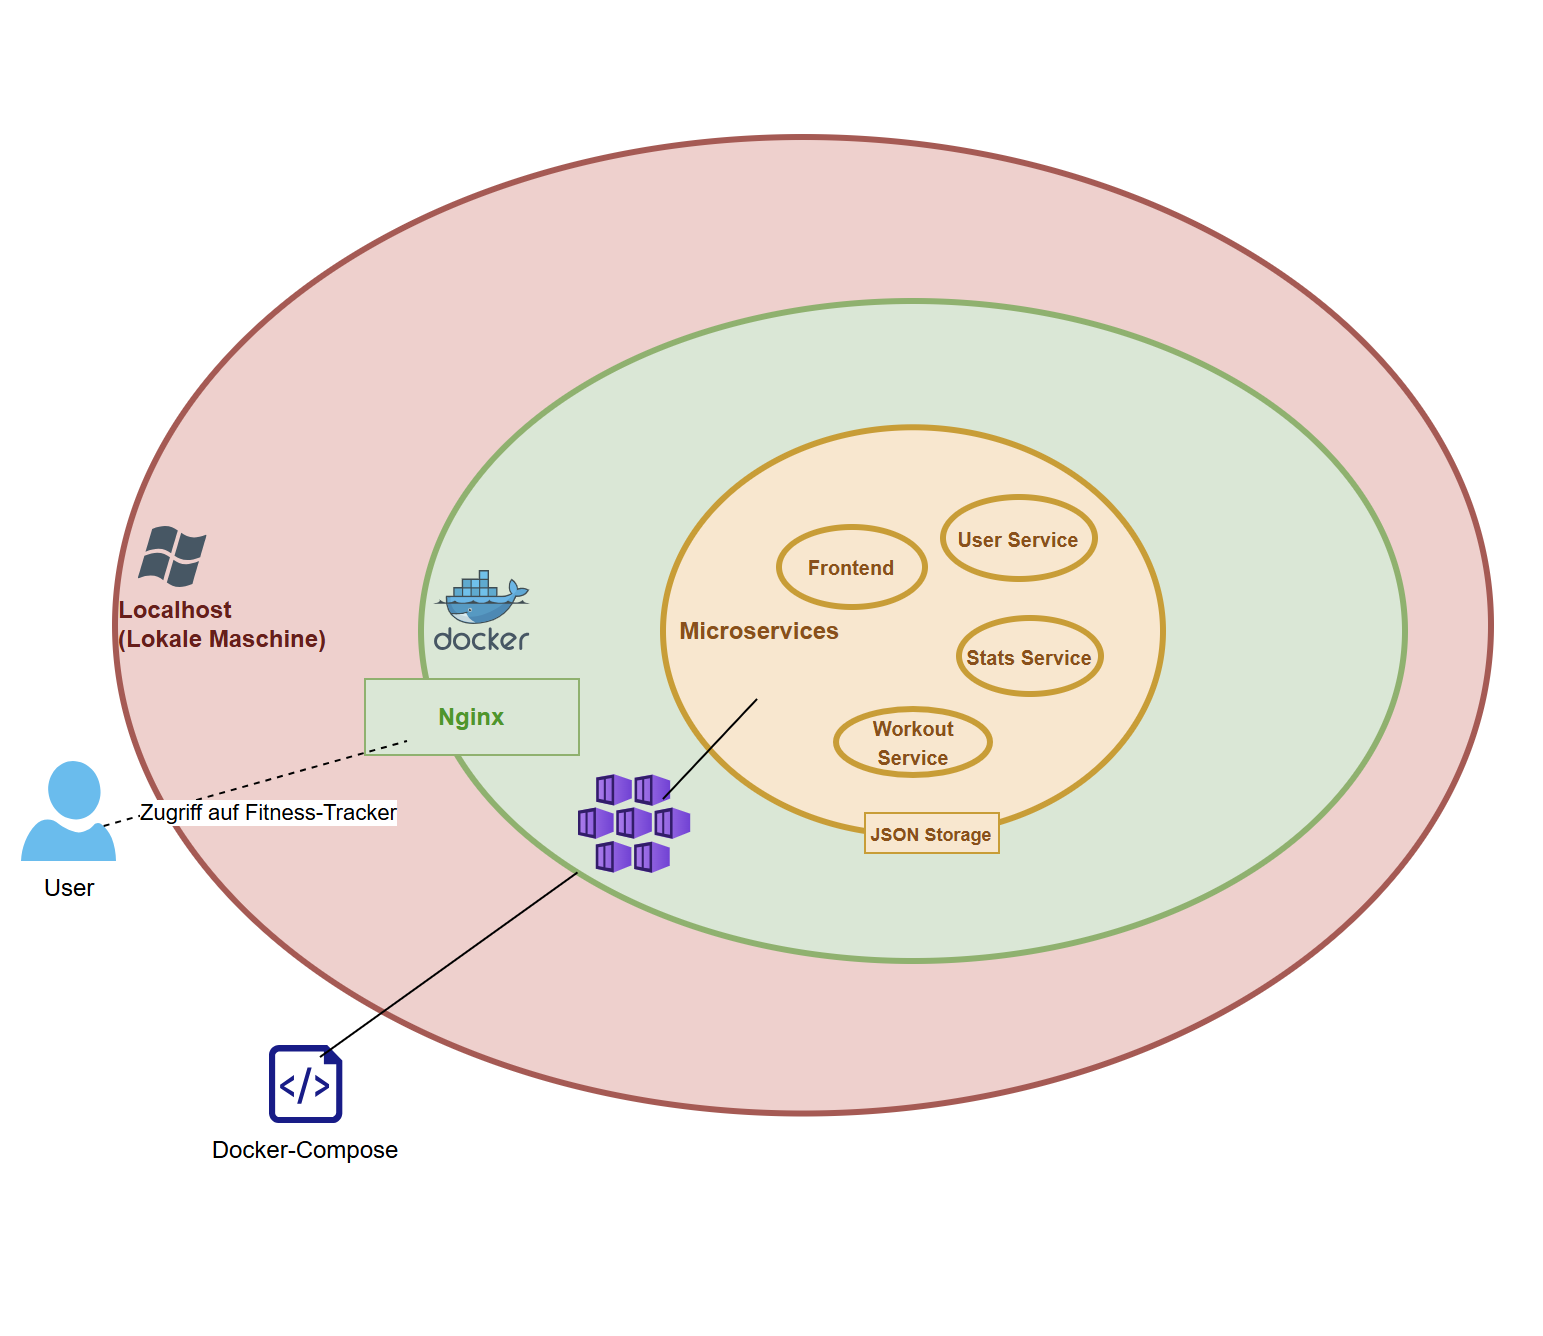 User Service
Frontend
Localhost
(Lokale Maschine)
docker
Microservices
Stats Service
Nginx
Workout
Service
Zugriff auf Fitness-Tracker
JSON Storage
User
</>
Docker-Compose